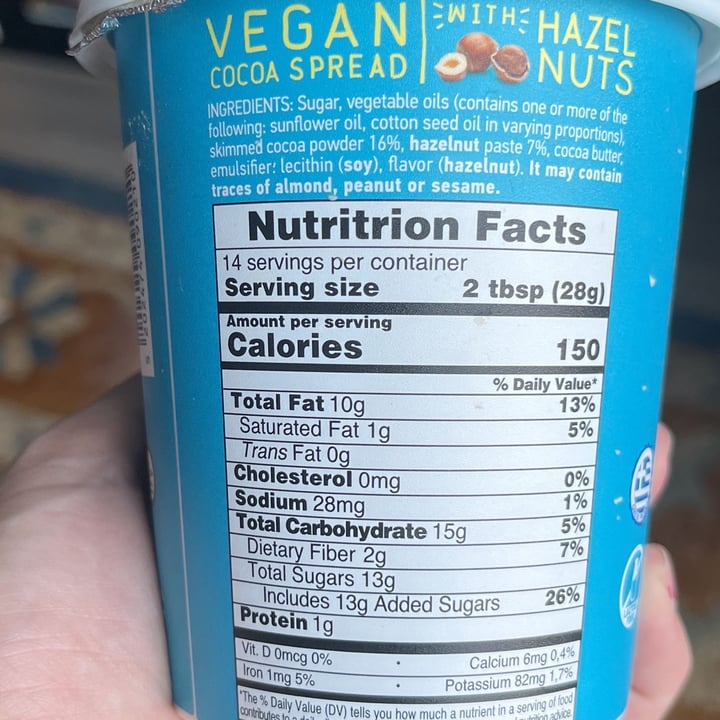 VEGAN
COCOA SPREAD
WITH
HAZEL
NUTS
INGREDIENTS: Sugar, vegetable oils (contains one or more of the
following: sunflower oil, cotton seed oil in varying proportions),
skimmed cocoa powder 16%, hazelnut paste 7%, cocoa butter,
emulsifier: lecithin (soy), flavor (hazelnut). It may contain
traces of almond, peanut or sesame.
Nutritrion Facts
14 servings per container
Serving size 2 tbsp (28g)
Amount per serving
Calories 150
% Daily Value*
Total Fat 10g 13%
Saturated Fat 1g 5%
Trans Fat 0g
Cholesterol 0mg 0%
Sodium 28mg 1%
Total Carbohydrate 15g 5%
Dietary Fiber 2g 7%
Total Sugars 13g
Includes 13g Added Sugars 26%
Protein 1g
Vit. D 0mcg 0% • Calcium 6mg 0,4%
Iron 1mg 5% • Potassium 82mg 1,7%
*The % Daily Value (DV) tells you how much a nutrient in a serving of food
contributes to a nutrition advice